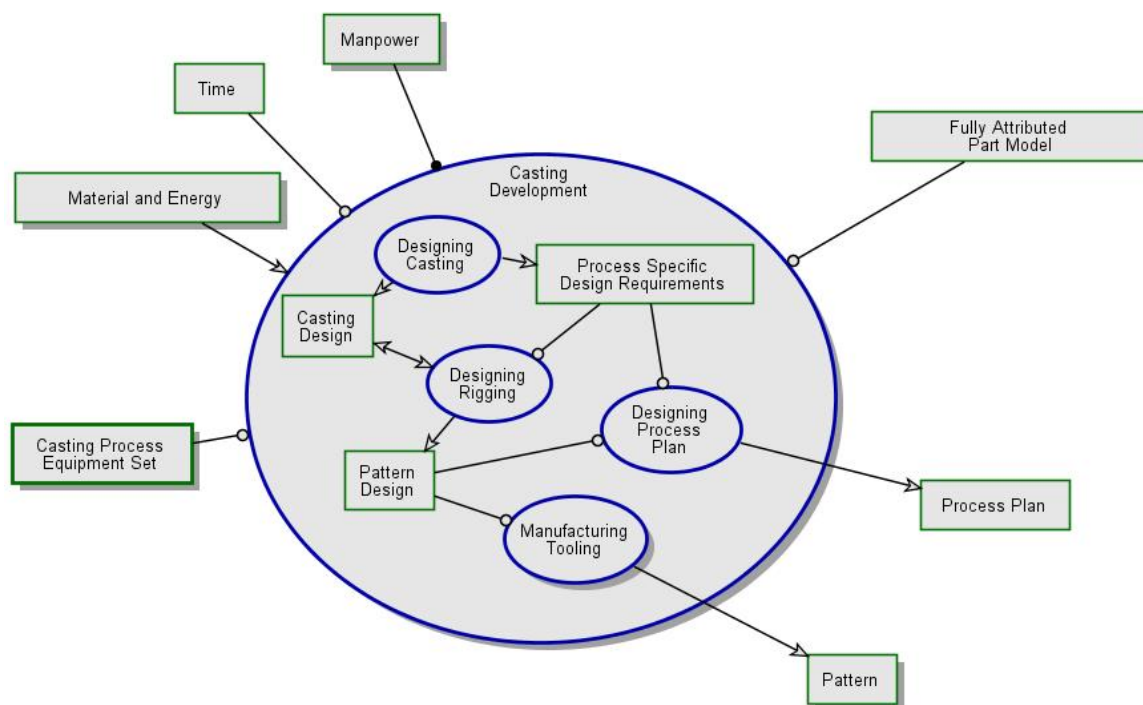 Manpower
Time
Fully Attributed
Part Model
Material and Energy
Casting
Development
Designing
Casting
Process Specific
Design Requirements
Casting
Design
Designing
Rigging
Designing
Process
Plan
Casting Process
Equipment Set
Pattern
Design
Process Plan
Manufacturing
Tooling
Pattern